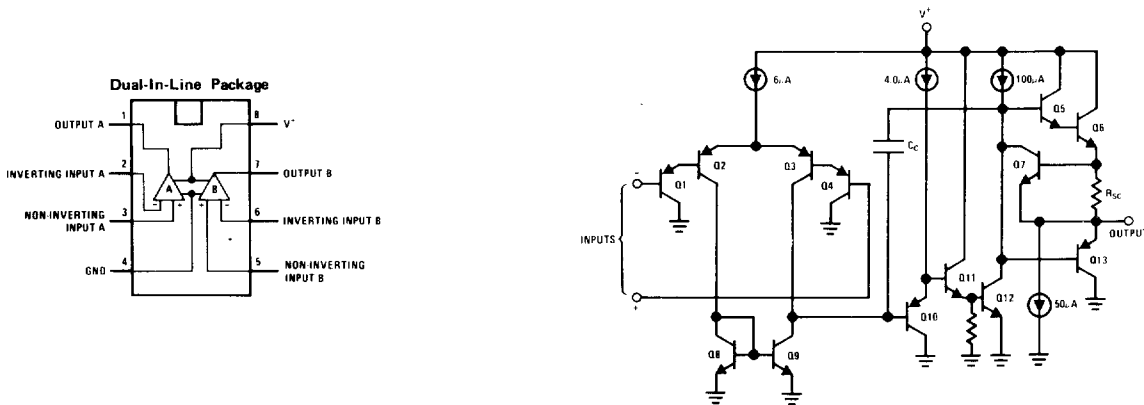 Dual-In-Line Package
1
OUTPUT A
8
V+
2
INVERTING INPUT A
7
OUTPUT B
3
NON-INVERTING
INPUT A
6
INVERTING INPUT B
4
GND
5
NON-INVERTING
INPUT B
A
B
- + + -
V+
6μA
4.0μA
100μA
Q5
Q6
CC
Q2
Q3
Q7
-
Q1
Q4
RSC
INPUTS
OUTPUT
Q13
+
Q11
Q12
50μA
Q10
Q8
Q9